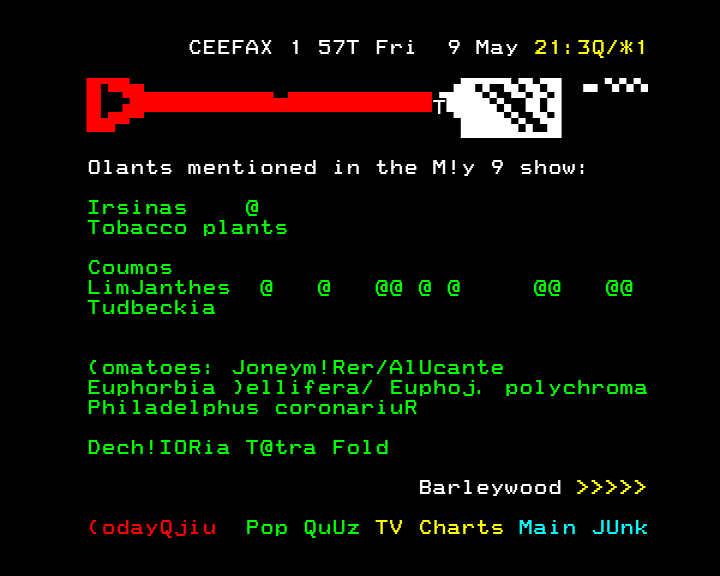 CEEFAX 1 57T Fri  9 May 21:3Q/*1
T
Olants mentioned in the M!y 9 show:
Irsinas    @
Tobacco plants
Coumos
LimJanthes  @   @   @@ @ @     @@   @@
Tudbeckia
(omatoes: Joneym!Rer/AlUcante
Euphorbia )ellifera/ Euphoj. polychroma
Philadelphus coronariuR
Dech!IORia T@tra Fold
Barleywood >>>>>
(odayQjiu  Pop QuUz TV Charts Main JUnk